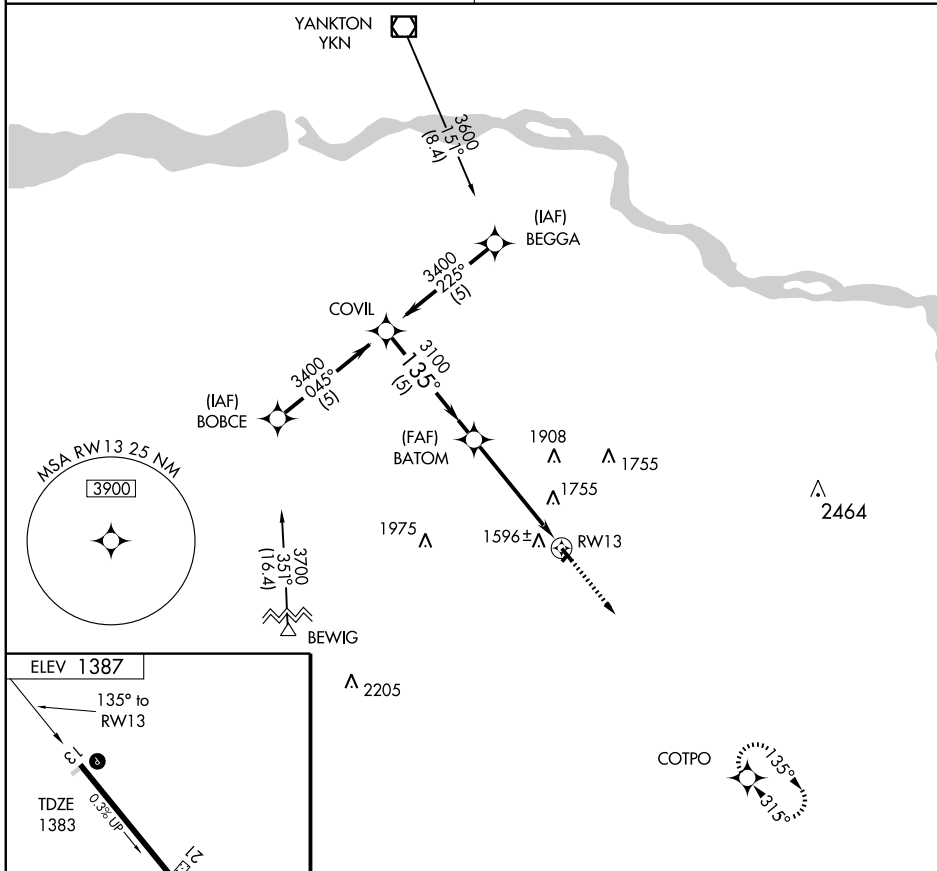 YANKTON
YKN
3600
151°
(8.4)
(IAF)
BEGGA
3400
225°
(5)
COVIL
3100
135°
(5)
3400
045°
(5)
(IAF)
BOBCE
(FAF)
BATOM
1908
1755
MSA RW13 25 NM
3900
1755
2464
1975
1596±
RW13
3700
351°
(16.4)
BEWIG
ELEV 1387
2205
135° to
RW13
13
P
COTPO
135°
315°
TDZE
1383
0.3% UP
21